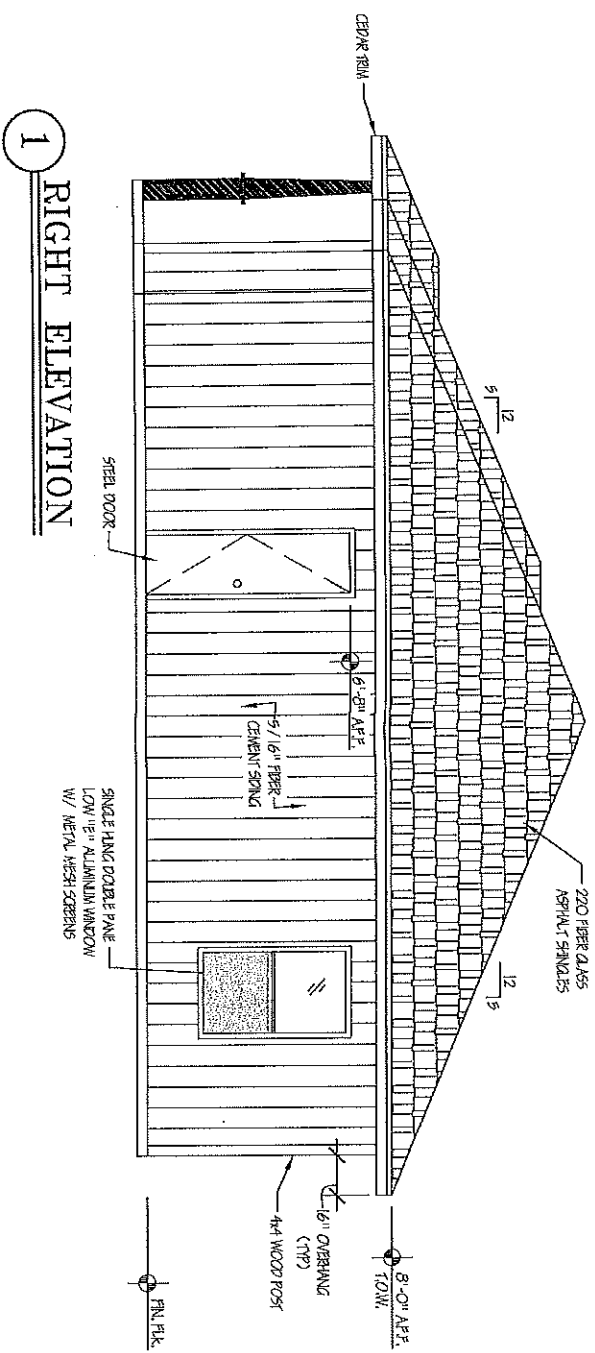 CEDAR TRIM
220 FIBER GLASS
ASPHALT SHINGLES
12
5
12
5
8'-0" A.F.F.
T.O.W.
6'-8" A.F.F.
5/16" FIBER
CEMENT SIDING
16" OVERHANG
(TYP)
4x4 WOOD POST
FIN. FLR.
STEEL DOOR
SINGLE HUNG DOUBLE PANE
LOW "E" ALUMINUM WINDOW
W/ METAL MESH SCREENS
1
RIGHT ELEVATION